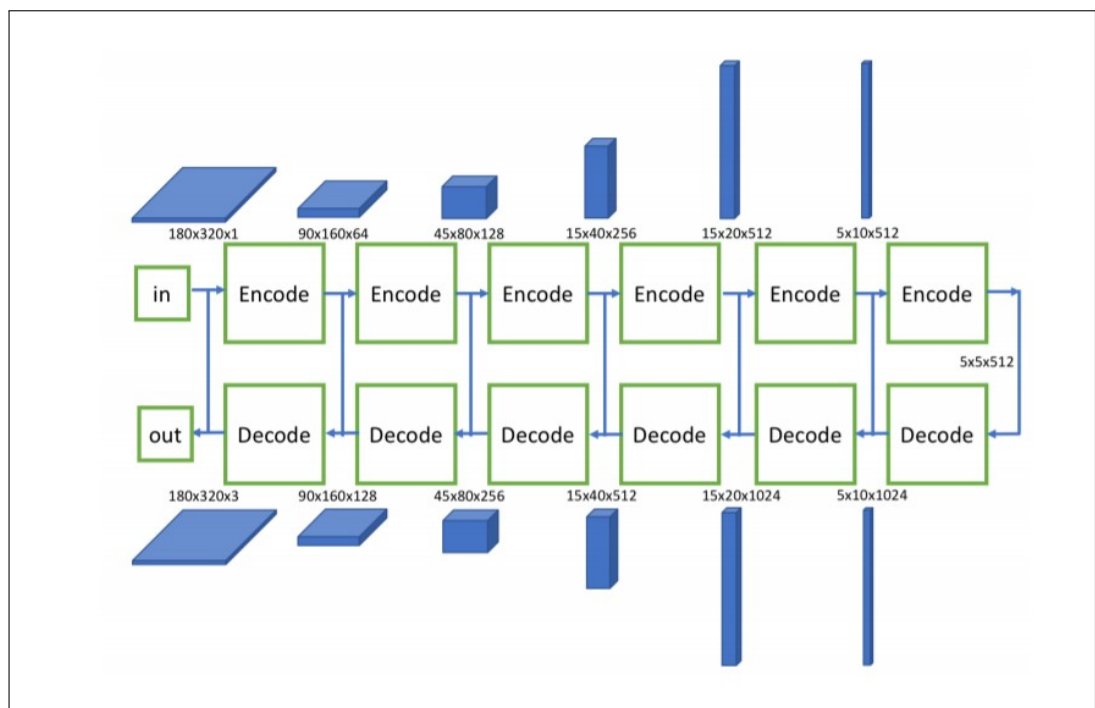 180x320x1 90x160x64 45x80x128 15x40x256 15x20x512 5x10x512
in Encode Encode Encode Encode Encode Encode
5x5x512
out Decode Decode Decode Decode Decode Decode
180x320x3 90x160x128 45x80x256 15x40x512 15x20x1024 5x10x1024